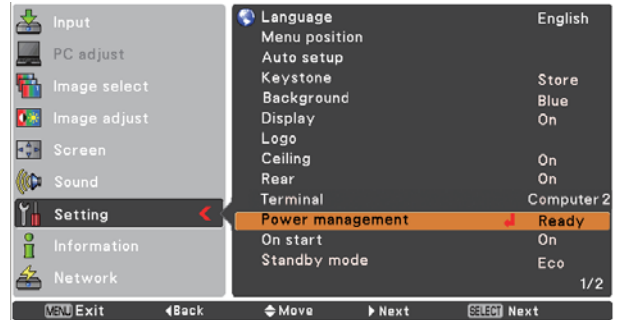 Input
PC adjust
Image select
Image adjust
Screen
Sound
Setting
Information
Network
Language English
Menu position
Auto setup
Keystone Store
Background Blue
Display On
Logo
Ceiling On
Rear On
Terminal Computer 2
Power management Ready
On start On
Standby mode Eco
1/2
MENU Exit Back Move Next SELECT Next